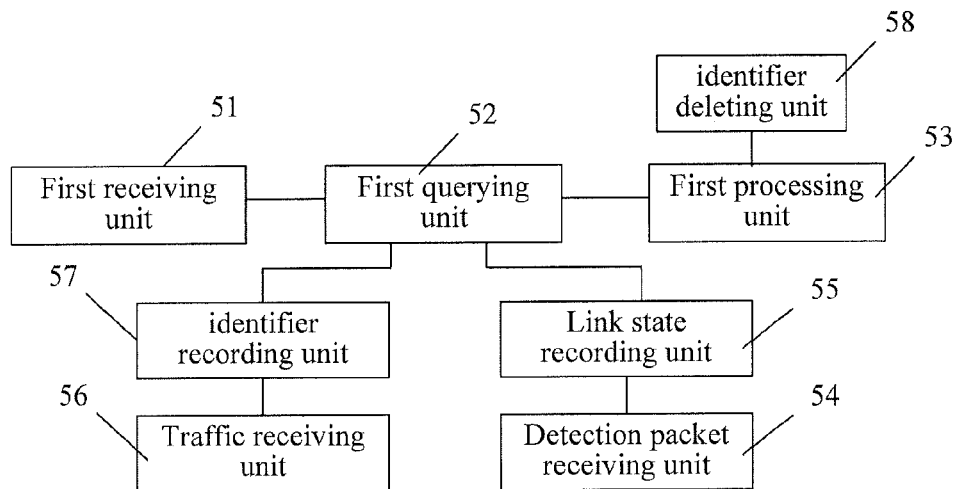 58
identifier
deleting unit
51
52
53
First receiving
unit
First querying
unit
First processing
unit
57
identifier
recording unit
55
Link state
recording unit
56
Traffic receiving
unit
54
Detection packet
receiving unit